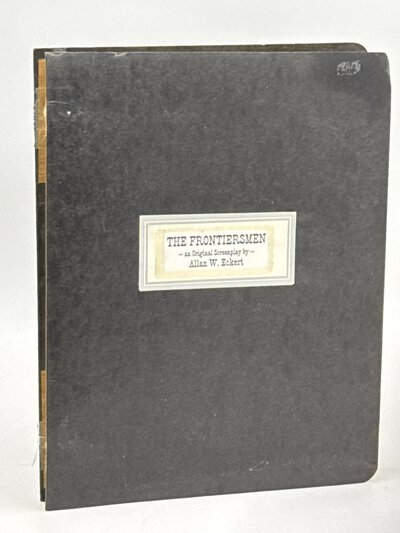 THE FRONTIERSMEN
— an Original Screenplay by —
Allan W. Eckert